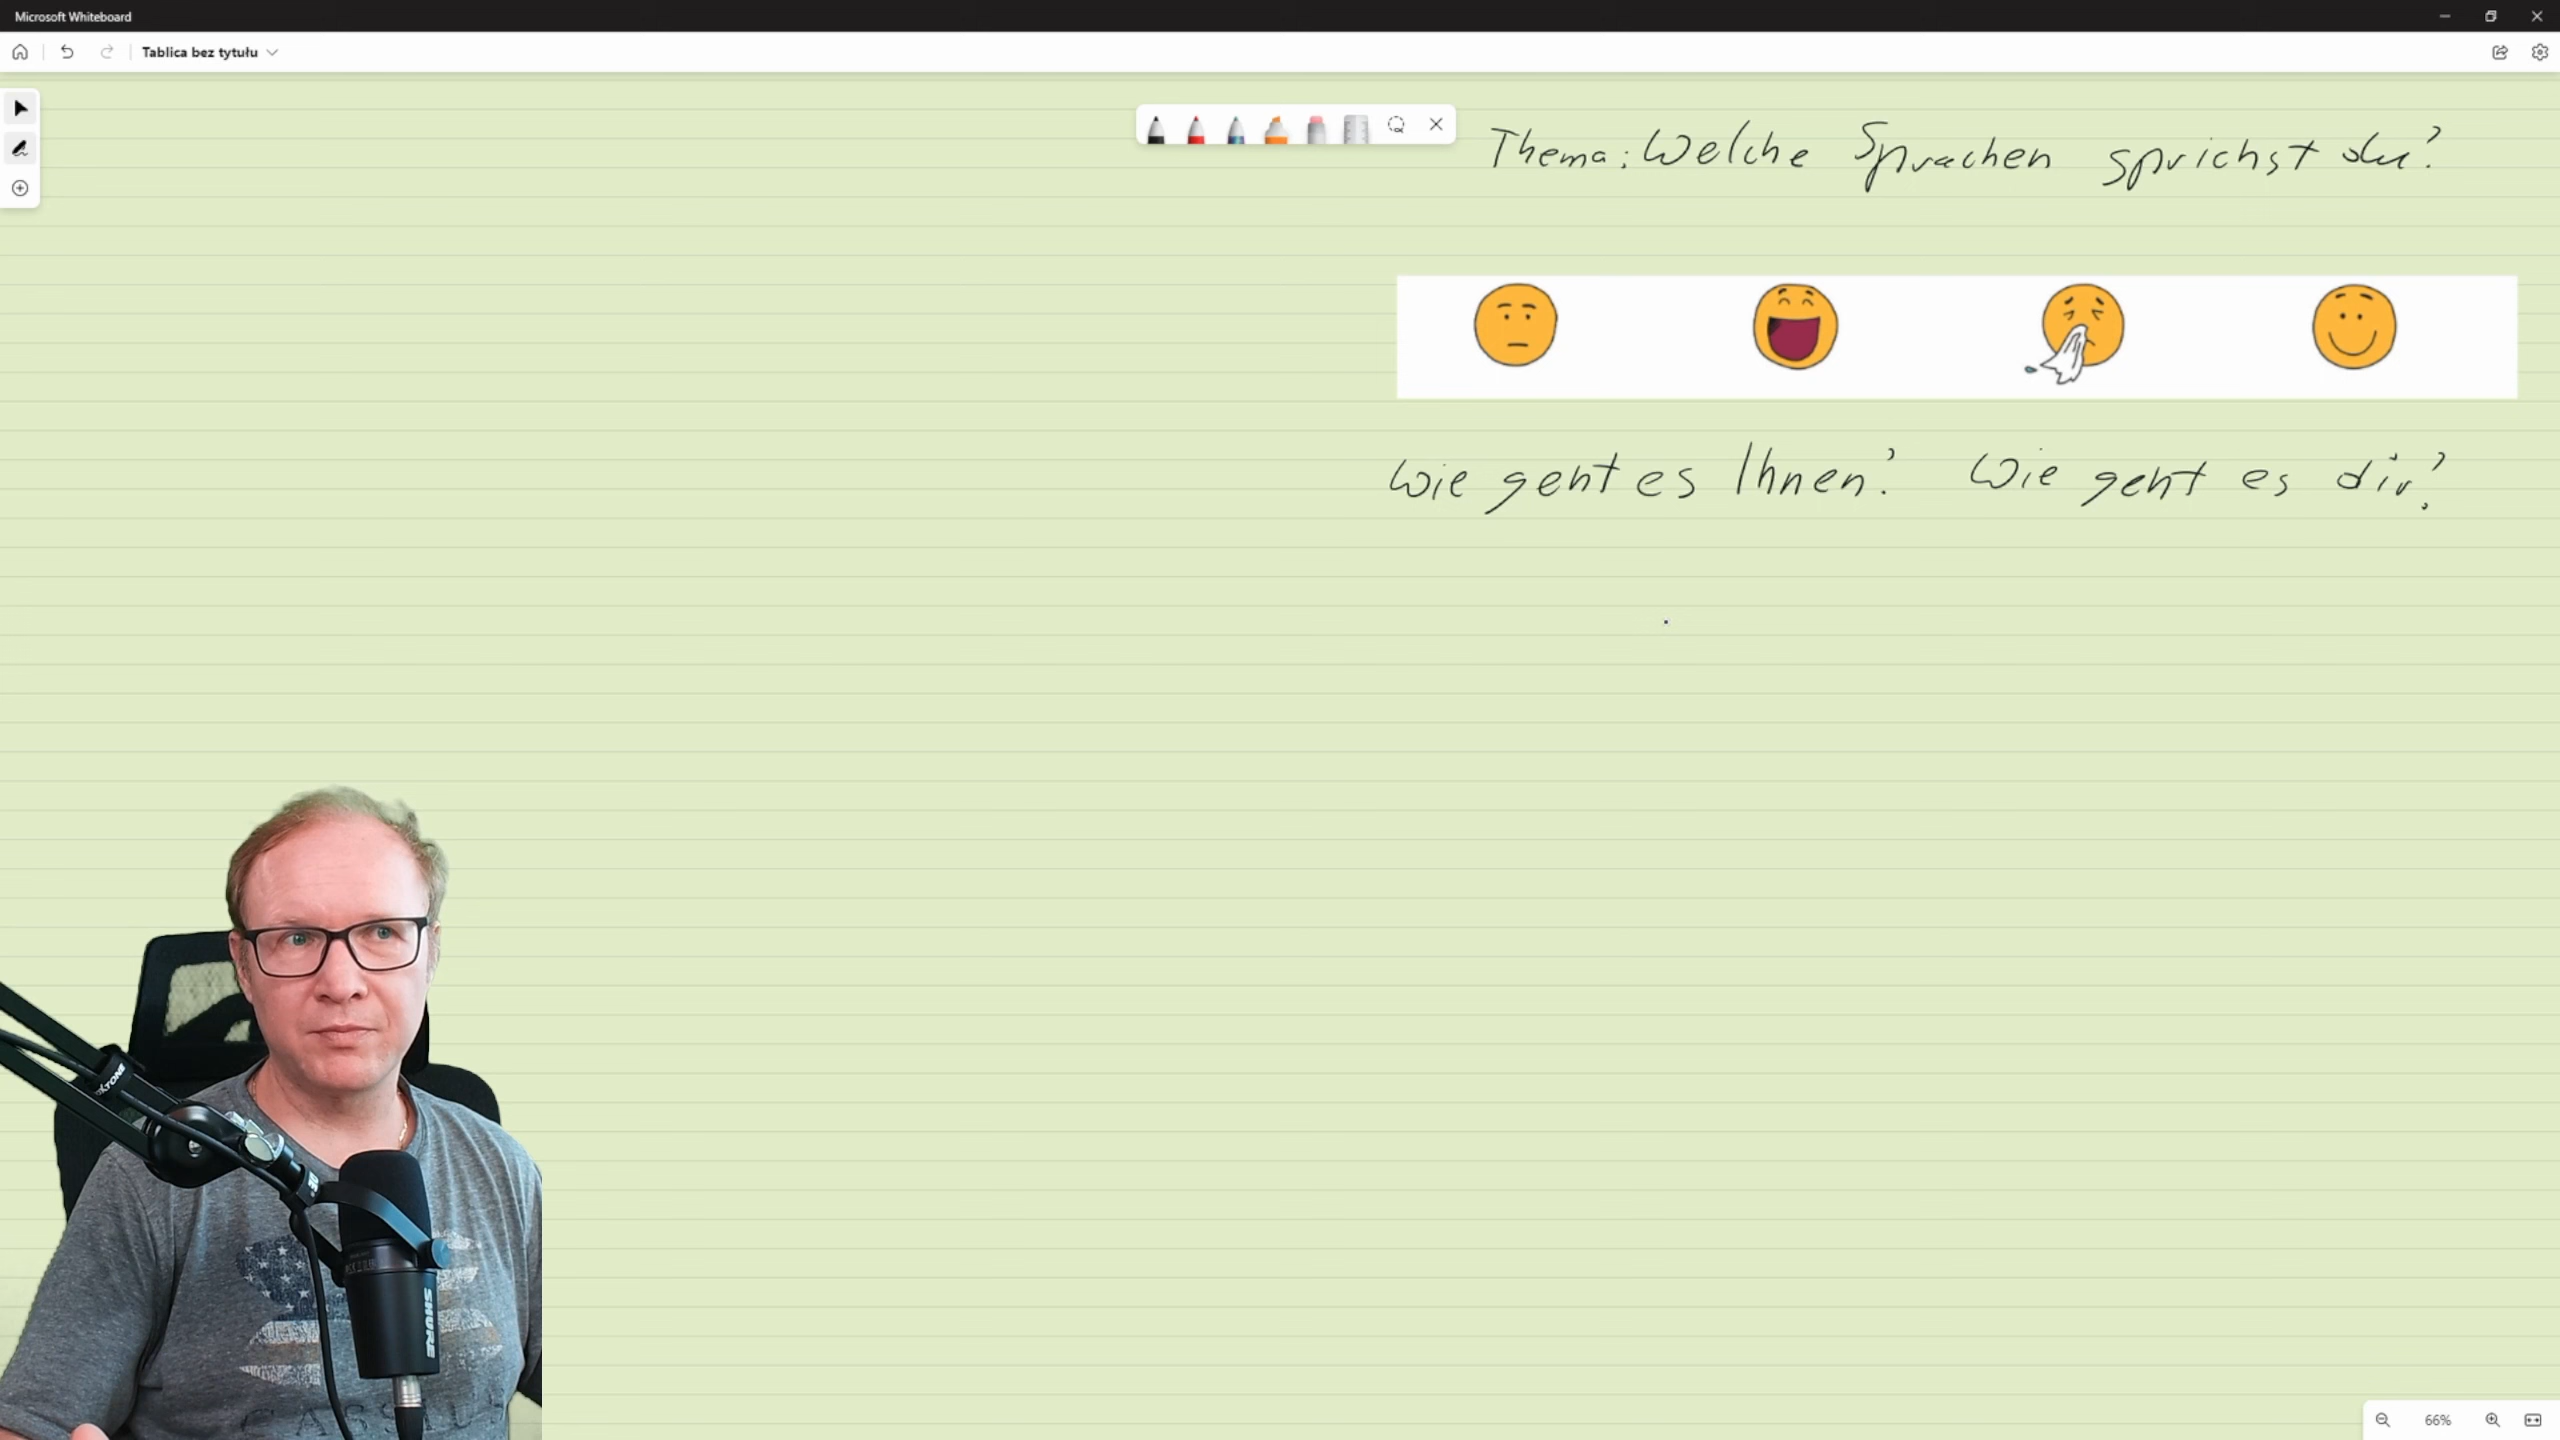 Microsoft Whiteboard
Tablica bez tytułu
Thema: Welche Sprachen sprichst du?
Wie geht es Ihnen? Wie geht es dir?
SHURE
66%